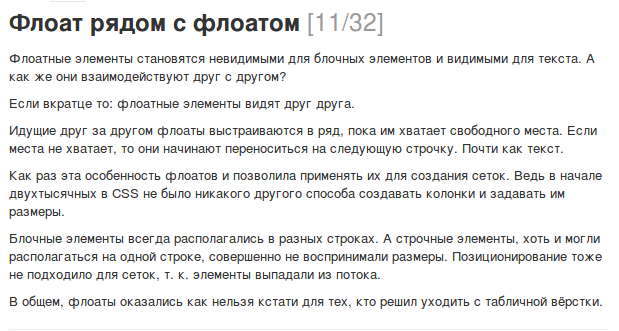 Флоат рядом с флоатом [11/32]
Флоатные элементы становятся невидимыми для блочных элементов и видимыми для текста. А
как же они взаимодействуют друг с другом?
Если вкратце то: флоатные элементы видят друг друга.
Идущие друг за другом флоаты выстраиваются в ряд, пока им хватает свободного места. Если
места не хватает, то они начинают переноситься на следующую строчку. Почти как текст.
Как раз эта особенность флоатов и позволила применять их для создания сеток. Ведь в начале
двухтысячных в CSS не было никакого другого способа создавать колонки и задавать им
размеры.
Блочные элементы всегда располагались в разных строках. А строчные элементы, хоть и могли
располагаться на одной строке, совершенно не воспринимали размеры. Позиционирование тоже
не подходило для сеток, т. к. элементы выпадали из потока.
В общем, флоаты оказались как нельзя кстати для тех, кто решил уходить с табличной вёрстки.